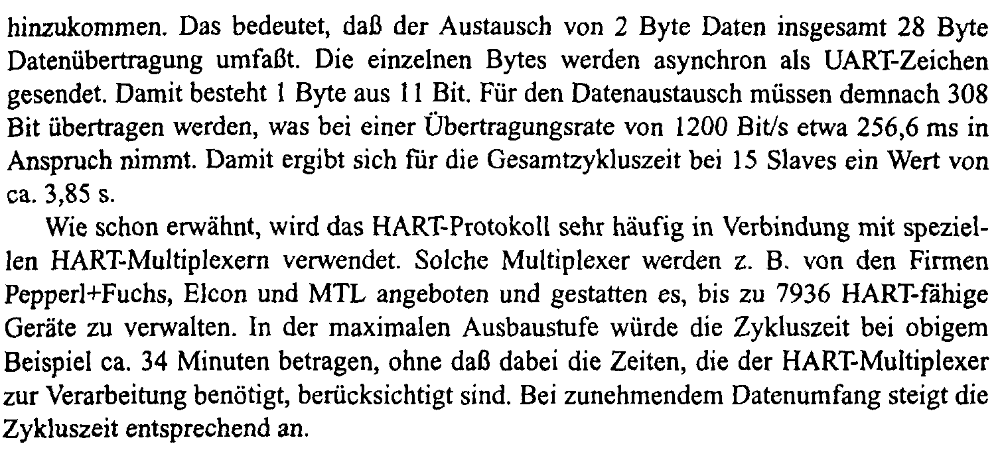 hinzukommen. Das bedeutet, daß der Austausch von 2 Byte Daten insgesamt 28 Byte
Datenübertragung umfaßt. Die einzelnen Bytes werden asynchron als UART-Zeichen
gesendet. Damit besteht 1 Byte aus 11 Bit. Für den Datenaustausch müssen demnach 308
Bit übertragen werden, was bei einer Übertragungsrate von 1200 Bit/s etwa 256,6 ms in
Anspruch nimmt. Damit ergibt sich für die Gesamtzykluszeit bei 15 Slaves ein Wert von
ca. 3,85 s.
Wie schon erwähnt, wird das HART-Protokoll sehr häufig in Verbindung mit speziel-
len HART-Multiplexern verwendet. Solche Multiplexer werden z. B. von den Firmen
Pepperl+Fuchs, Elcon und MTL angeboten und gestatten es, bis zu 7936 HART-fähige
Geräte zu verwalten. In der maximalen Ausbaustufe würde die Zykluszeit bei obigem
Beispiel ca. 34 Minuten betragen, ohne daß dabei die Zeiten, die der HART-Multiplexer
zur Verarbeitung benötigt, berücksichtigt sind. Bei zunehmendem Datenumfang steigt die
Zykluszeit entsprechend an.